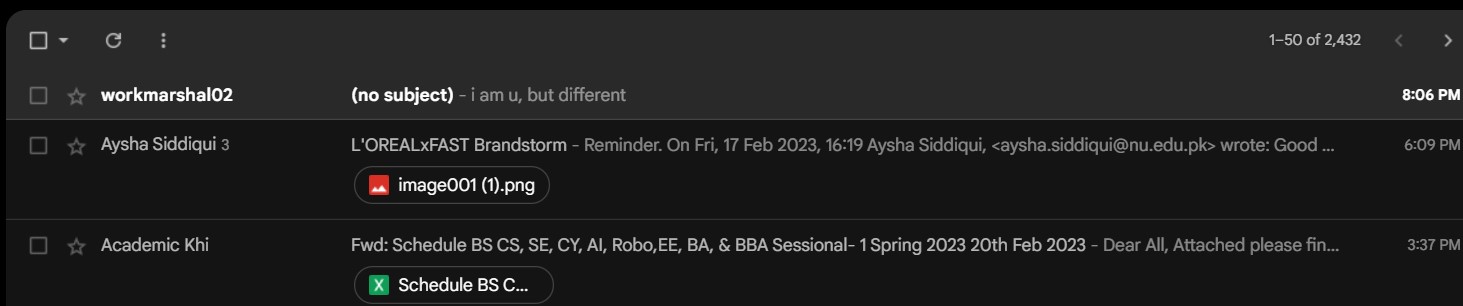 1–50 of 2,432
workmarshal02 (no subject) - i am u, but different 8:06 PM
Aysha Siddiqui 3 L'OREALxFAST Brandstorm - Reminder. On Fri, 17 Feb 2023, 16:19 Aysha Siddiqui, <aysha.siddiqui@nu.edu.pk> wrote: Good ... 6:09 PM
image001 (1).png
Academic Khi Fwd: Schedule BS CS, SE, CY, AI, Robo,EE, BA, & BBA Sessional- 1 Spring 2023 20th Feb 2023 - Dear All, Attached please fin... 3:37 PM
X Schedule BS C...